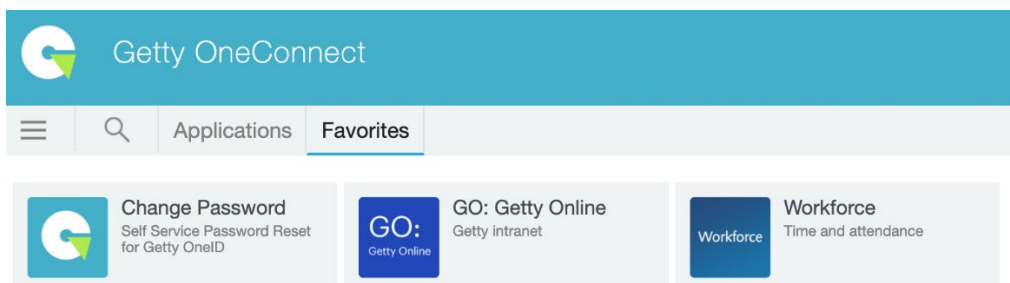 Getty OneConnect
Applications
Favorites
Change Password
Self Service Password Reset
for Getty OneID
GO:
Getty Online
GO: Getty Online
Getty intranet
Workforce
Workforce
Time and attendance